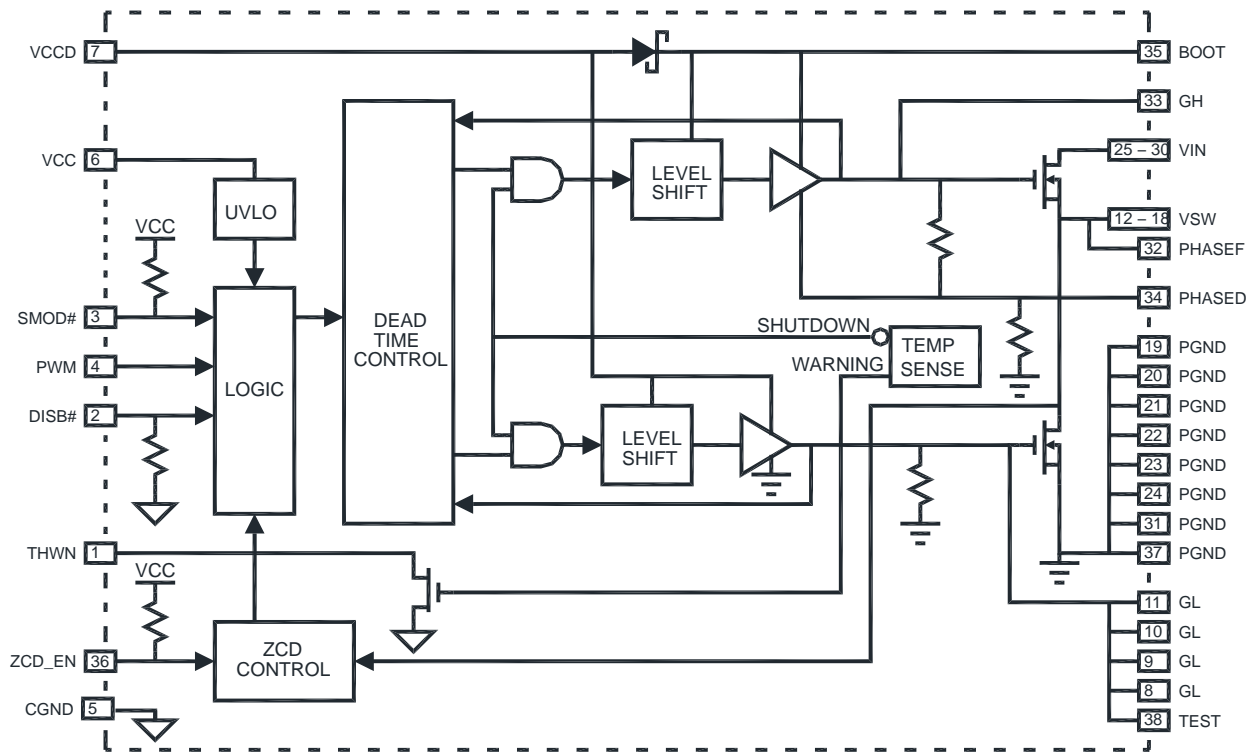 VCCD 7
35 BOOT
33 GH
VCC 6
25 – 30 VIN
LEVEL
SHIFT
UVLO
VCC
12 – 18 VSW
32 PHASEF
34 PHASED
SMOD# 3
DEAD
TIME
CONTROL
SHUTDOWN
TEMP
SENSE
WARNING
PWM 4
LOGIC
DISB# 2
19 PGND
20 PGND
21 PGND
22 PGND
23 PGND
24 PGND
31 PGND
37 PGND
LEVEL
SHIFT
THWN 1
VCC
11 GL
10 GL
9 GL
8 GL
38 TEST
ZCD_EN 36
ZCD
CONTROL
CGND 5